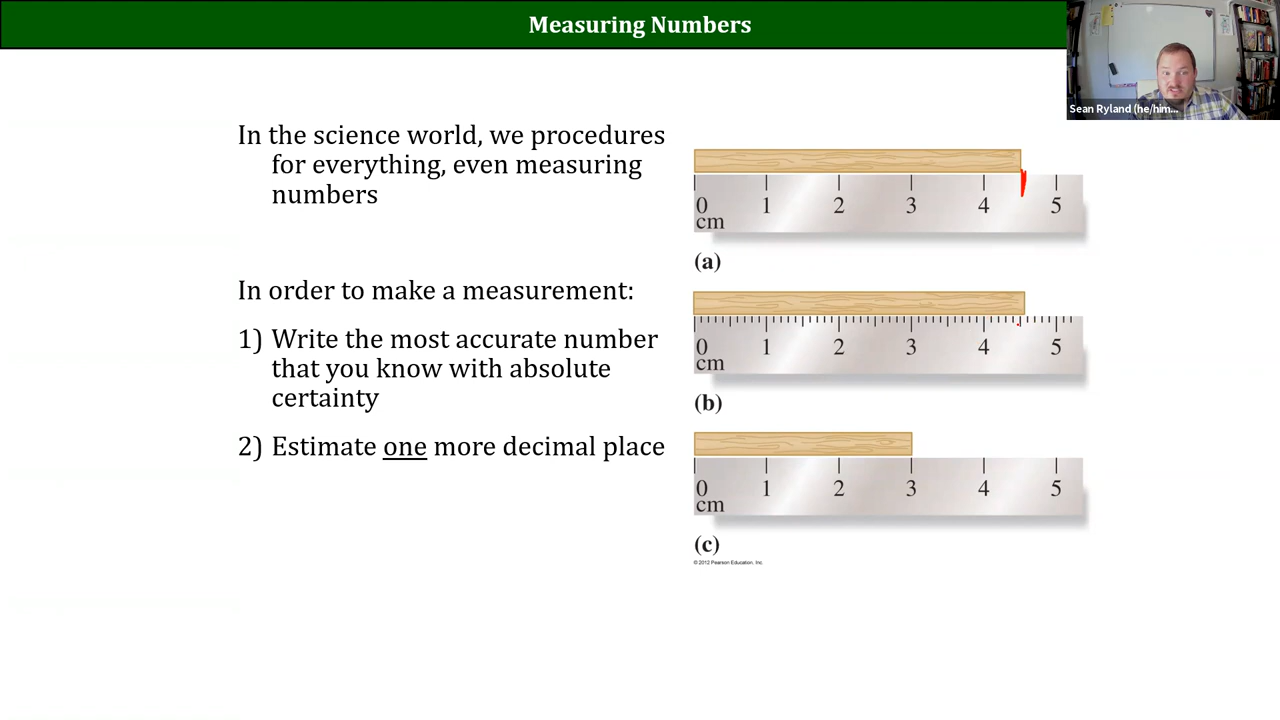 Measuring Numbers
Sean Ryland (he/him...
In the science world, we procedures
for everything, even measuring
numbers
In order to make a measurement:
1) Write the most accurate number
that you know with absolute
certainty
2) Estimate one more decimal place
0 1 2 3 4 5
cm
(a)
0 1 2 3 4 5
cm
(b)
0 1 2 3 4 5
cm
(c)
© 2012 Pearson Education, Inc.